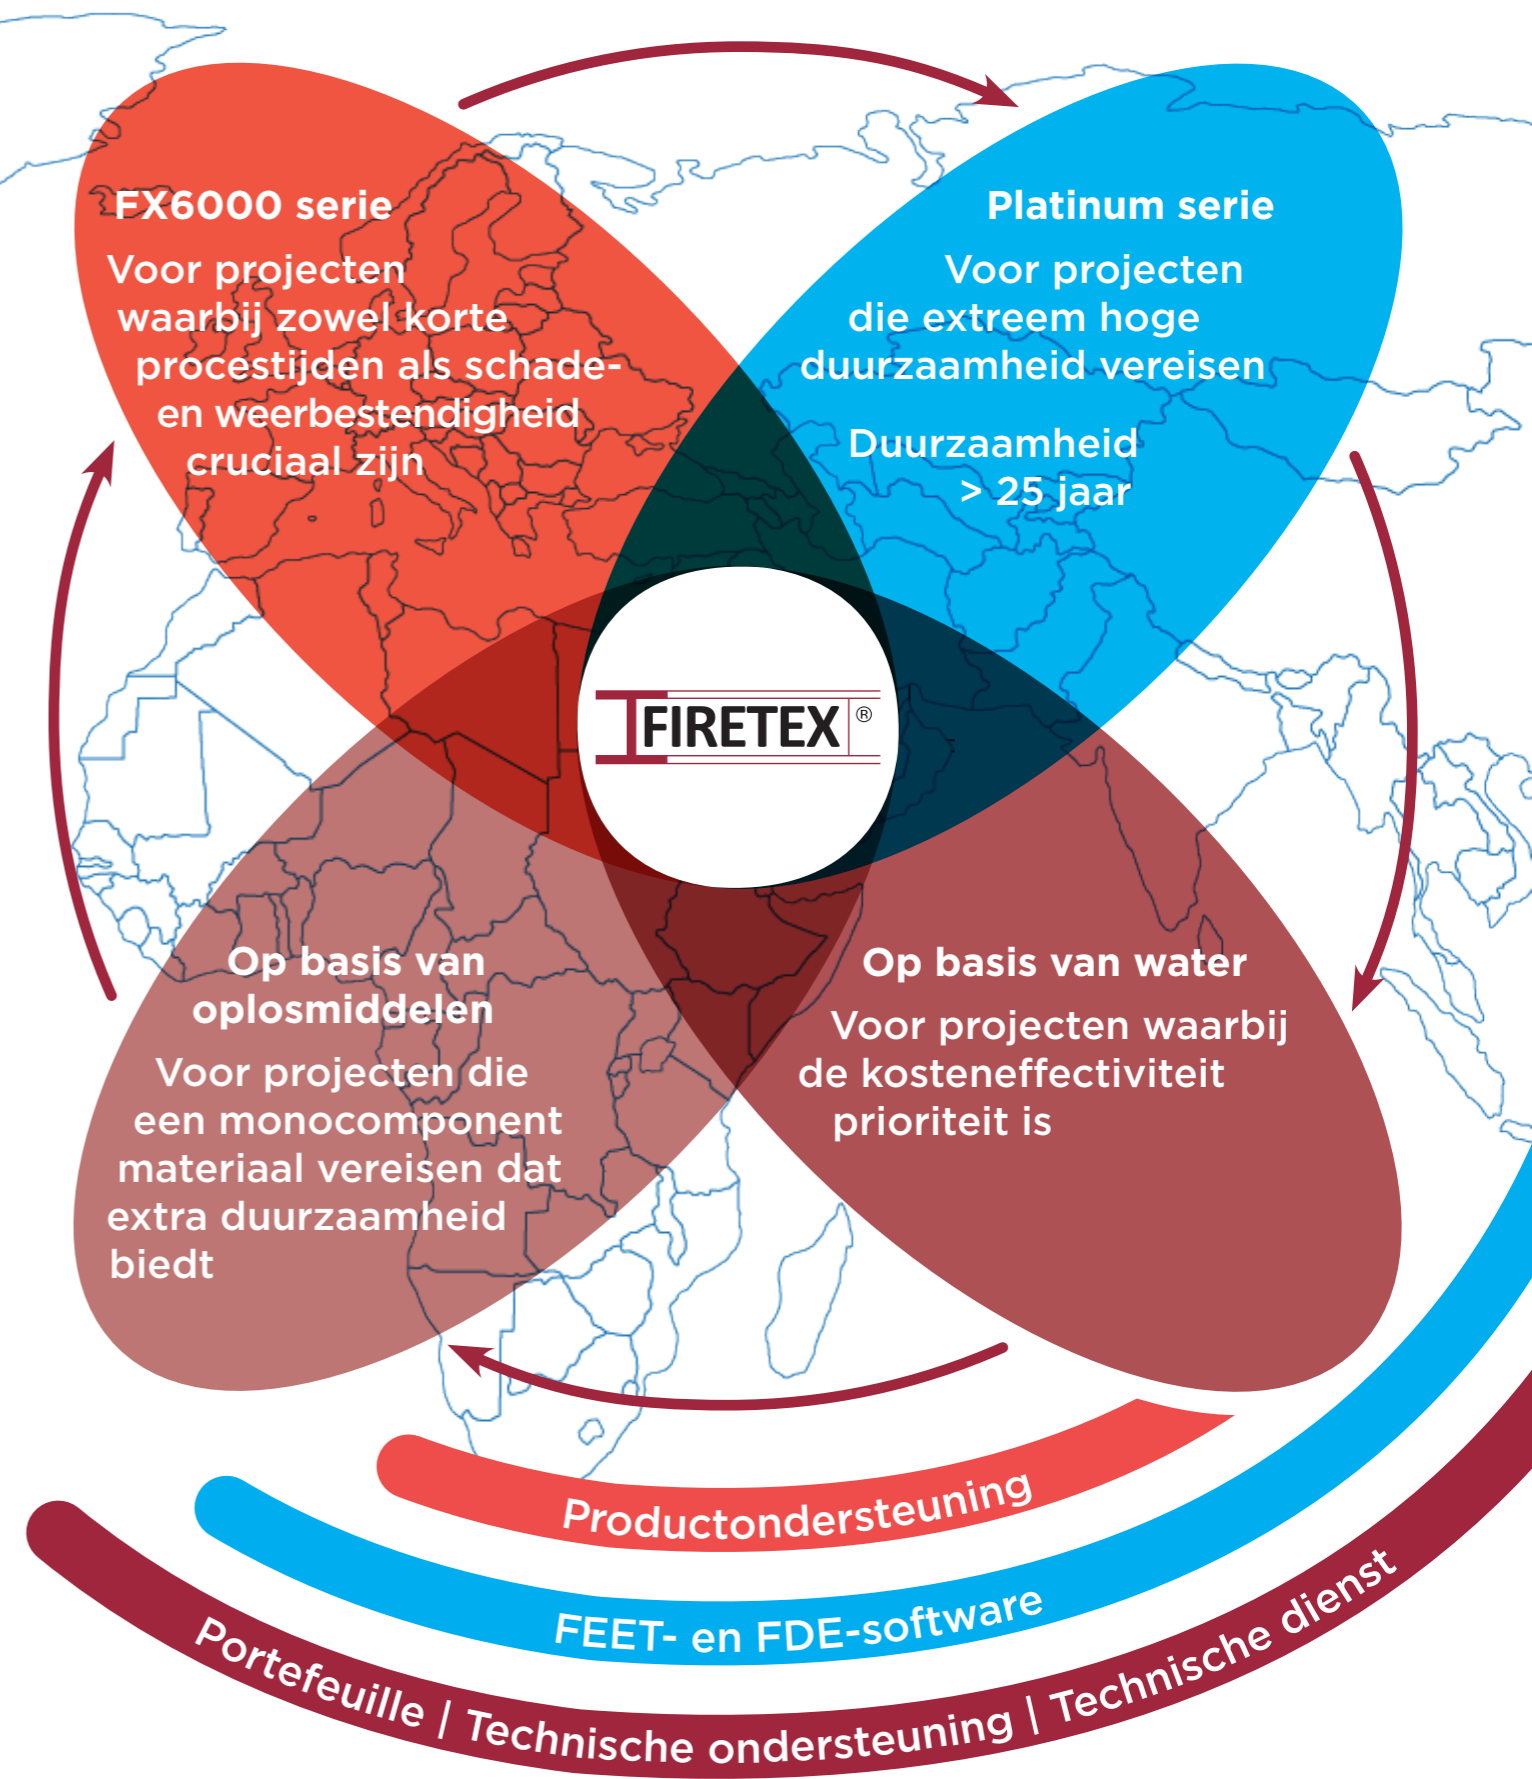 FX6000 serie
Voor projecten
waarbij zowel korte
procestijden als schade-
en weerbestendigheid
cruciaal zijn
Platinum serie
Voor projecten
die extreem hoge
duurzaamheid vereisen
Duurzaamheid
> 25 jaar
FIRETEX ®
Op basis van
oplosmiddelen
Voor projecten die
een monocomponent
materiaal vereisen dat
extra duurzaamheid
biedt
Op basis van water
Voor projecten waarbij
de kosteneffectiviteit
prioriteit is
Productondersteuning
FEET- en FDE-software
Portefeuille | Technische ondersteuning | Technische dienst